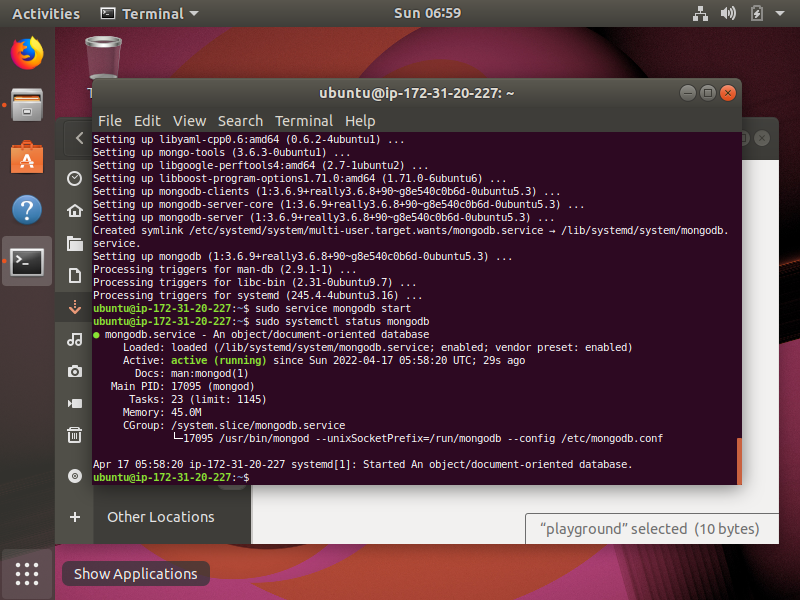 Activities Terminal Sun 06:59
ubuntu@ip-172-31-20-227: ~
File Edit View Search Terminal Help
Setting up libyaml-cpp0.6:amd64 (0.6.2-4ubuntu1) ...
Setting up mongo-tools (3.6.3-0ubuntu1) ...
Setting up libgoogle-perftools4:amd64 (2.7-1ubuntu2) ...
Setting up libboost-program-options1.71.0:amd64 (1.71.0-6ubuntu6) ...
Setting up mongodb-clients (1:3.6.9+really3.6.8+90~g8e540c0b6d-0ubuntu5.3) ...
Setting up mongodb-server-core (1:3.6.9+really3.6.8+90~g8e540c0b6d-0ubuntu5.3) ...
Setting up mongodb-server (1:3.6.9+really3.6.8+90~g8e540c0b6d-0ubuntu5.3) ...
Created symlink /etc/systemd/system/multi-user.target.wants/mongodb.service → /lib/systemd/system/mongodb.
service.
Setting up mongodb (1:3.6.9+really3.6.8+90~g8e540c0b6d-0ubuntu5.3) ...
Processing triggers for man-db (2.9.1-1) ...
Processing triggers for libc-bin (2.31-0ubuntu9.7) ...
Processing triggers for systemd (245.4-4ubuntu3.16) ...
ubuntu@ip-172-31-20-227:~$ sudo service mongodb start
ubuntu@ip-172-31-20-227:~$ sudo systemctl status mongodb
● mongodb.service - An object/document-oriented database
Loaded: loaded (/lib/systemd/system/mongodb.service; enabled; vendor preset: enabled)
Active: active (running) since Sun 2022-04-17 05:58:20 UTC; 29s ago
Docs: man:mongod(1)
Main PID: 17095 (mongod)
Tasks: 23 (limit: 1145)
Memory: 45.0M
CGroup: /system.slice/mongodb.service
└─17095 /usr/bin/mongod --unixSocketPrefix=/run/mongodb --config /etc/mongodb.conf
Apr 17 05:58:20 ip-172-31-20-227 systemd[1]: Started An object/document-oriented database.
ubuntu@ip-172-31-20-227:~$
Other Locations
“playground” selected (10 bytes)
Show Applications